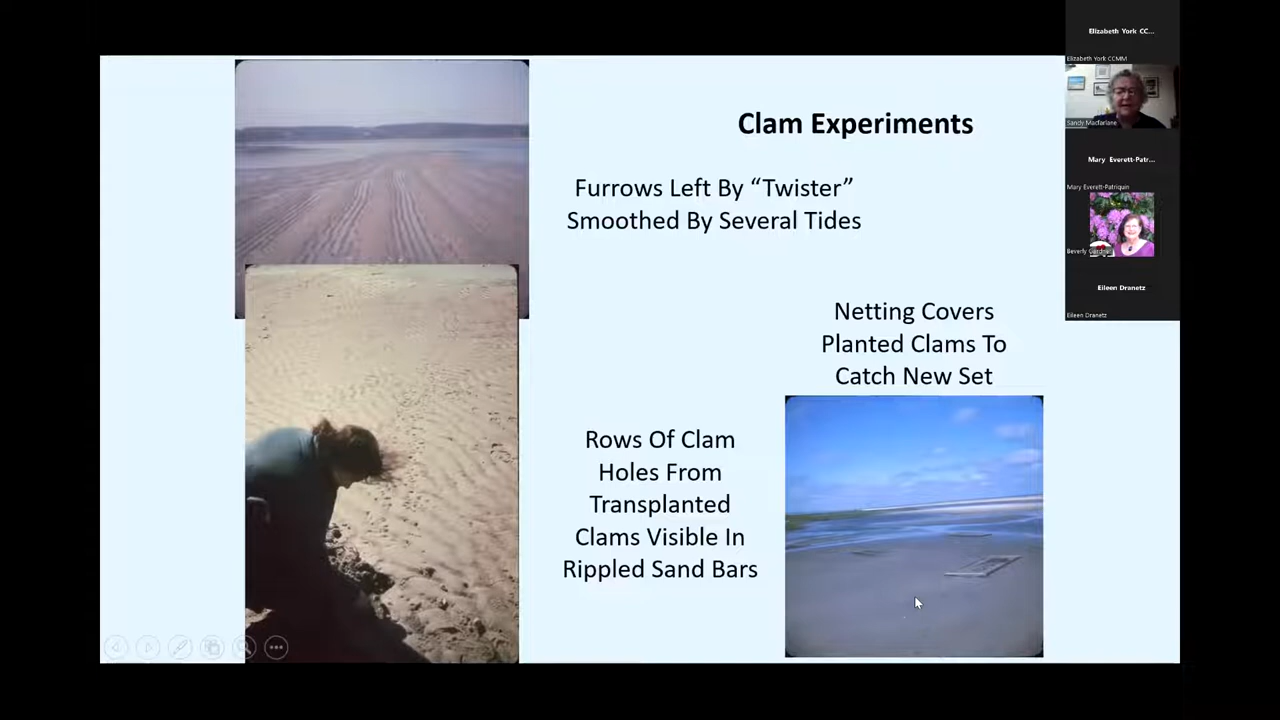 Clam Experiments
Furrows Left By “Twister”
Smoothed By Several Tides
Netting Covers
Planted Clams To
Catch New Set
Rows Of Clam
Holes From
Transplanted
Clams Visible In
Rippled Sand Bars
Elizabeth York CC...
Elizabeth York CCMM
Sandy Macfarlane
Mary Everett-Patr...
Mary Everett-Patriquin
Beverly Gardner
Eileen Dranetz
Eileen Dranetz